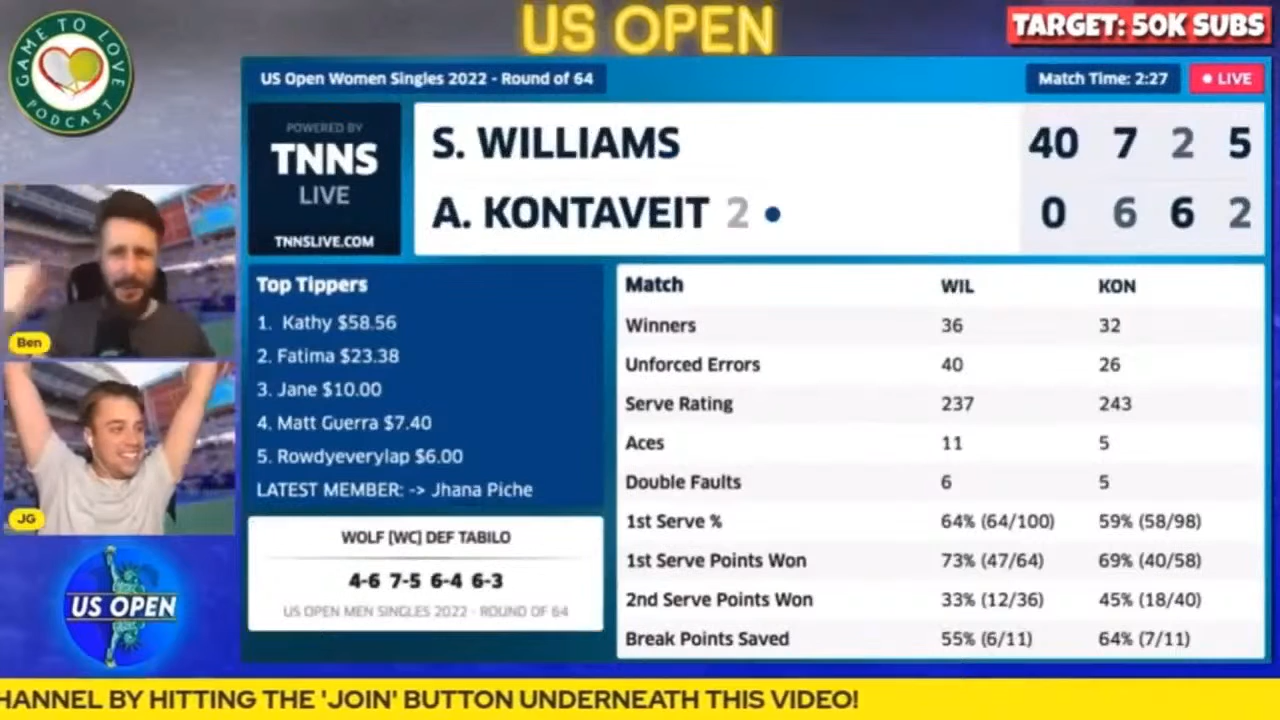 US OPEN
TARGET: 50K SUBS
GAME TO LOVE
PODCAST
US Open Women Singles 2022 - Round of 64
Match Time: 2:27
LIVE
POWERED BY
TNNS
LIVE
TNNSLIVE.COM
S. WILLIAMS 40 7 2 5
A. KONTAVEIT 2 0 6 6 2
Ben
JG
Top Tippers
1. Kathy $58.56
2. Fatima $23.38
3. Jane $10.00
4. Matt Guerra $7.40
5. Rowdyeverylap $6.00
LATEST MEMBER: -> Jhana Piche
WOLF [WC] DEF TABILO
4-6 7-5 6-4 6-3
US OPEN MEN SINGLES 2022 - ROUND OF 64
Match WIL KON
Winners 36 32
Unforced Errors 40 26
Serve Rating 237 243
Aces 11 5
Double Faults 6 5
1st Serve % 64% (64/100) 59% (58/98)
1st Serve Points Won 73% (47/64) 69% (40/58)
2nd Serve Points Won 33% (12/36) 45% (18/40)
Break Points Saved 55% (6/11) 64% (7/11)
US OPEN
HANNEL BY HITTING THE 'JOIN' BUTTON UNDERNEATH THIS VIDEO!